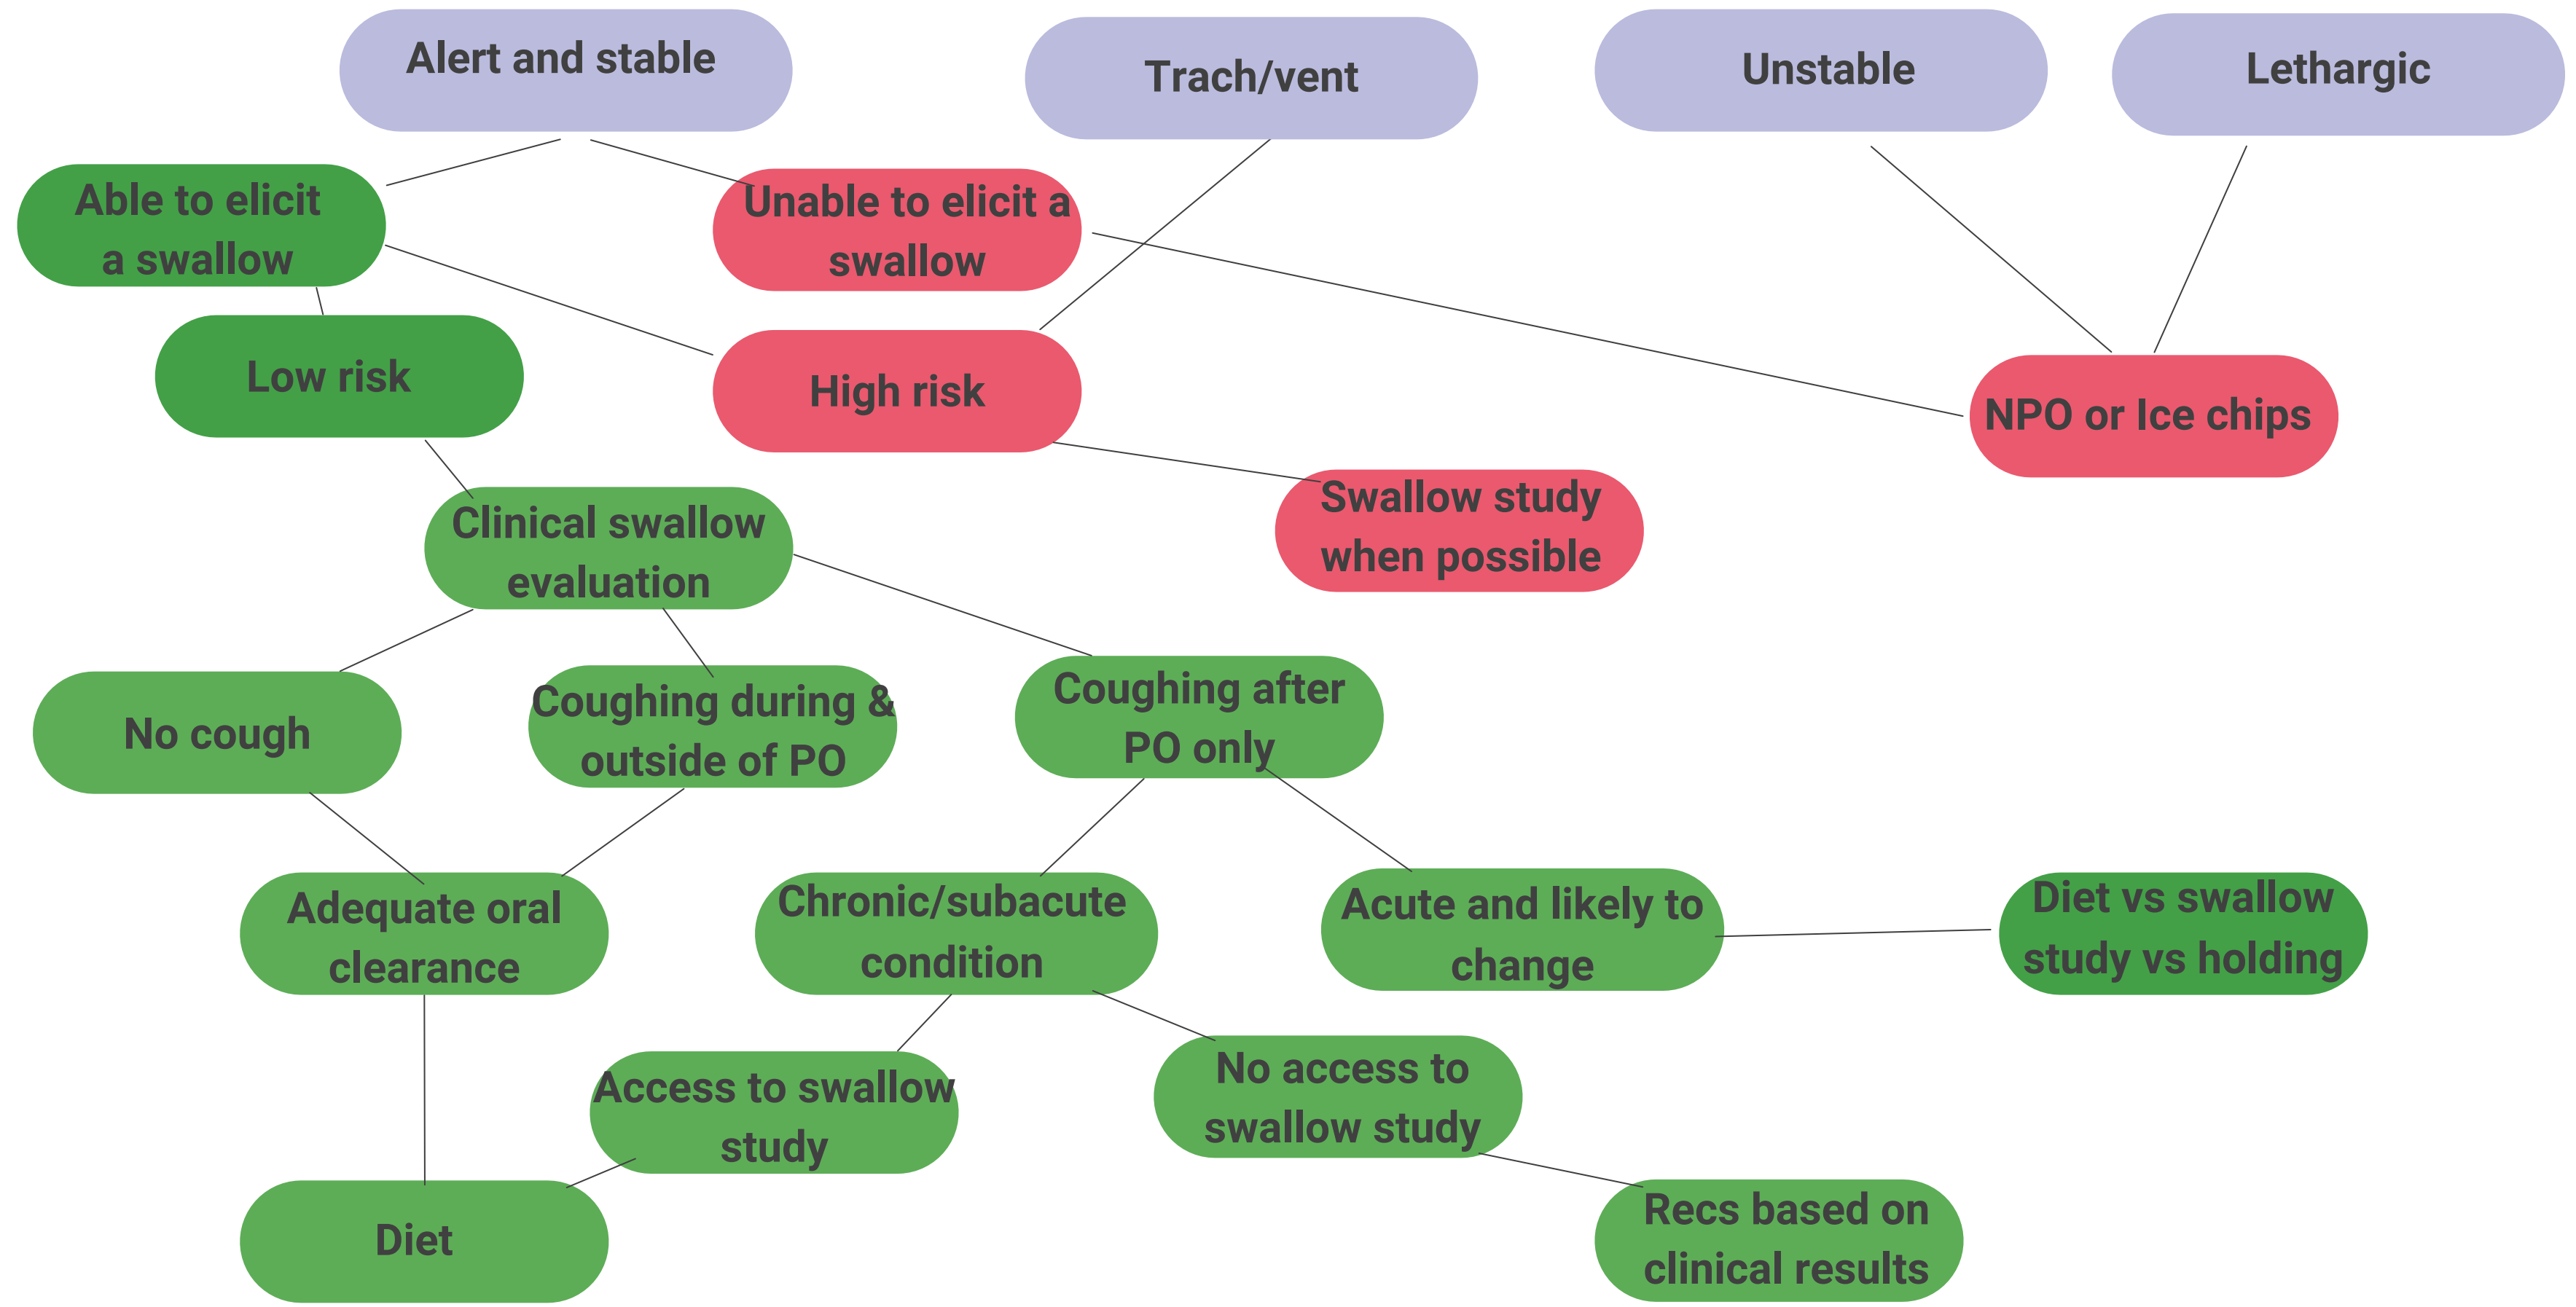 Alert and stable
Trach/vent
Unstable
Lethargic
Able to elicit
a swallow
Unable to elicit a
swallow
Low risk
High risk
NPO or Ice chips
Swallow study
when possible
Clinical swallow
evaluation
No cough
Coughing during &
outside of PO
Coughing after
PO only
Adequate oral
clearance
Chronic/subacute
condition
Acute and likely to
change
Diet vs swallow
study vs holding
Access to swallow
study
No access to
swallow study
Diet
Recs based on
clinical results